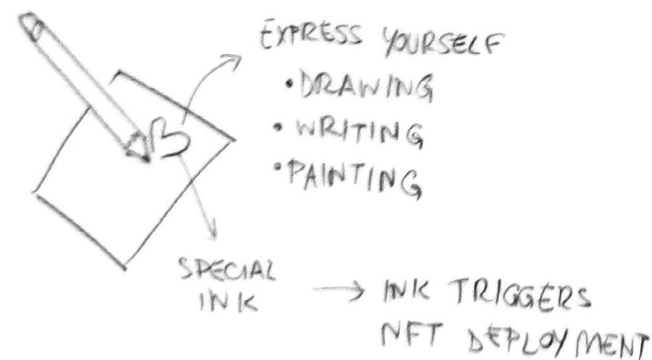 EXPRESS YOURSELF
• DRAWING
• WRITING
• PAINTING
SPECIAL
INK
→ INK TRIGGERS
NFT DEPLOYMENT